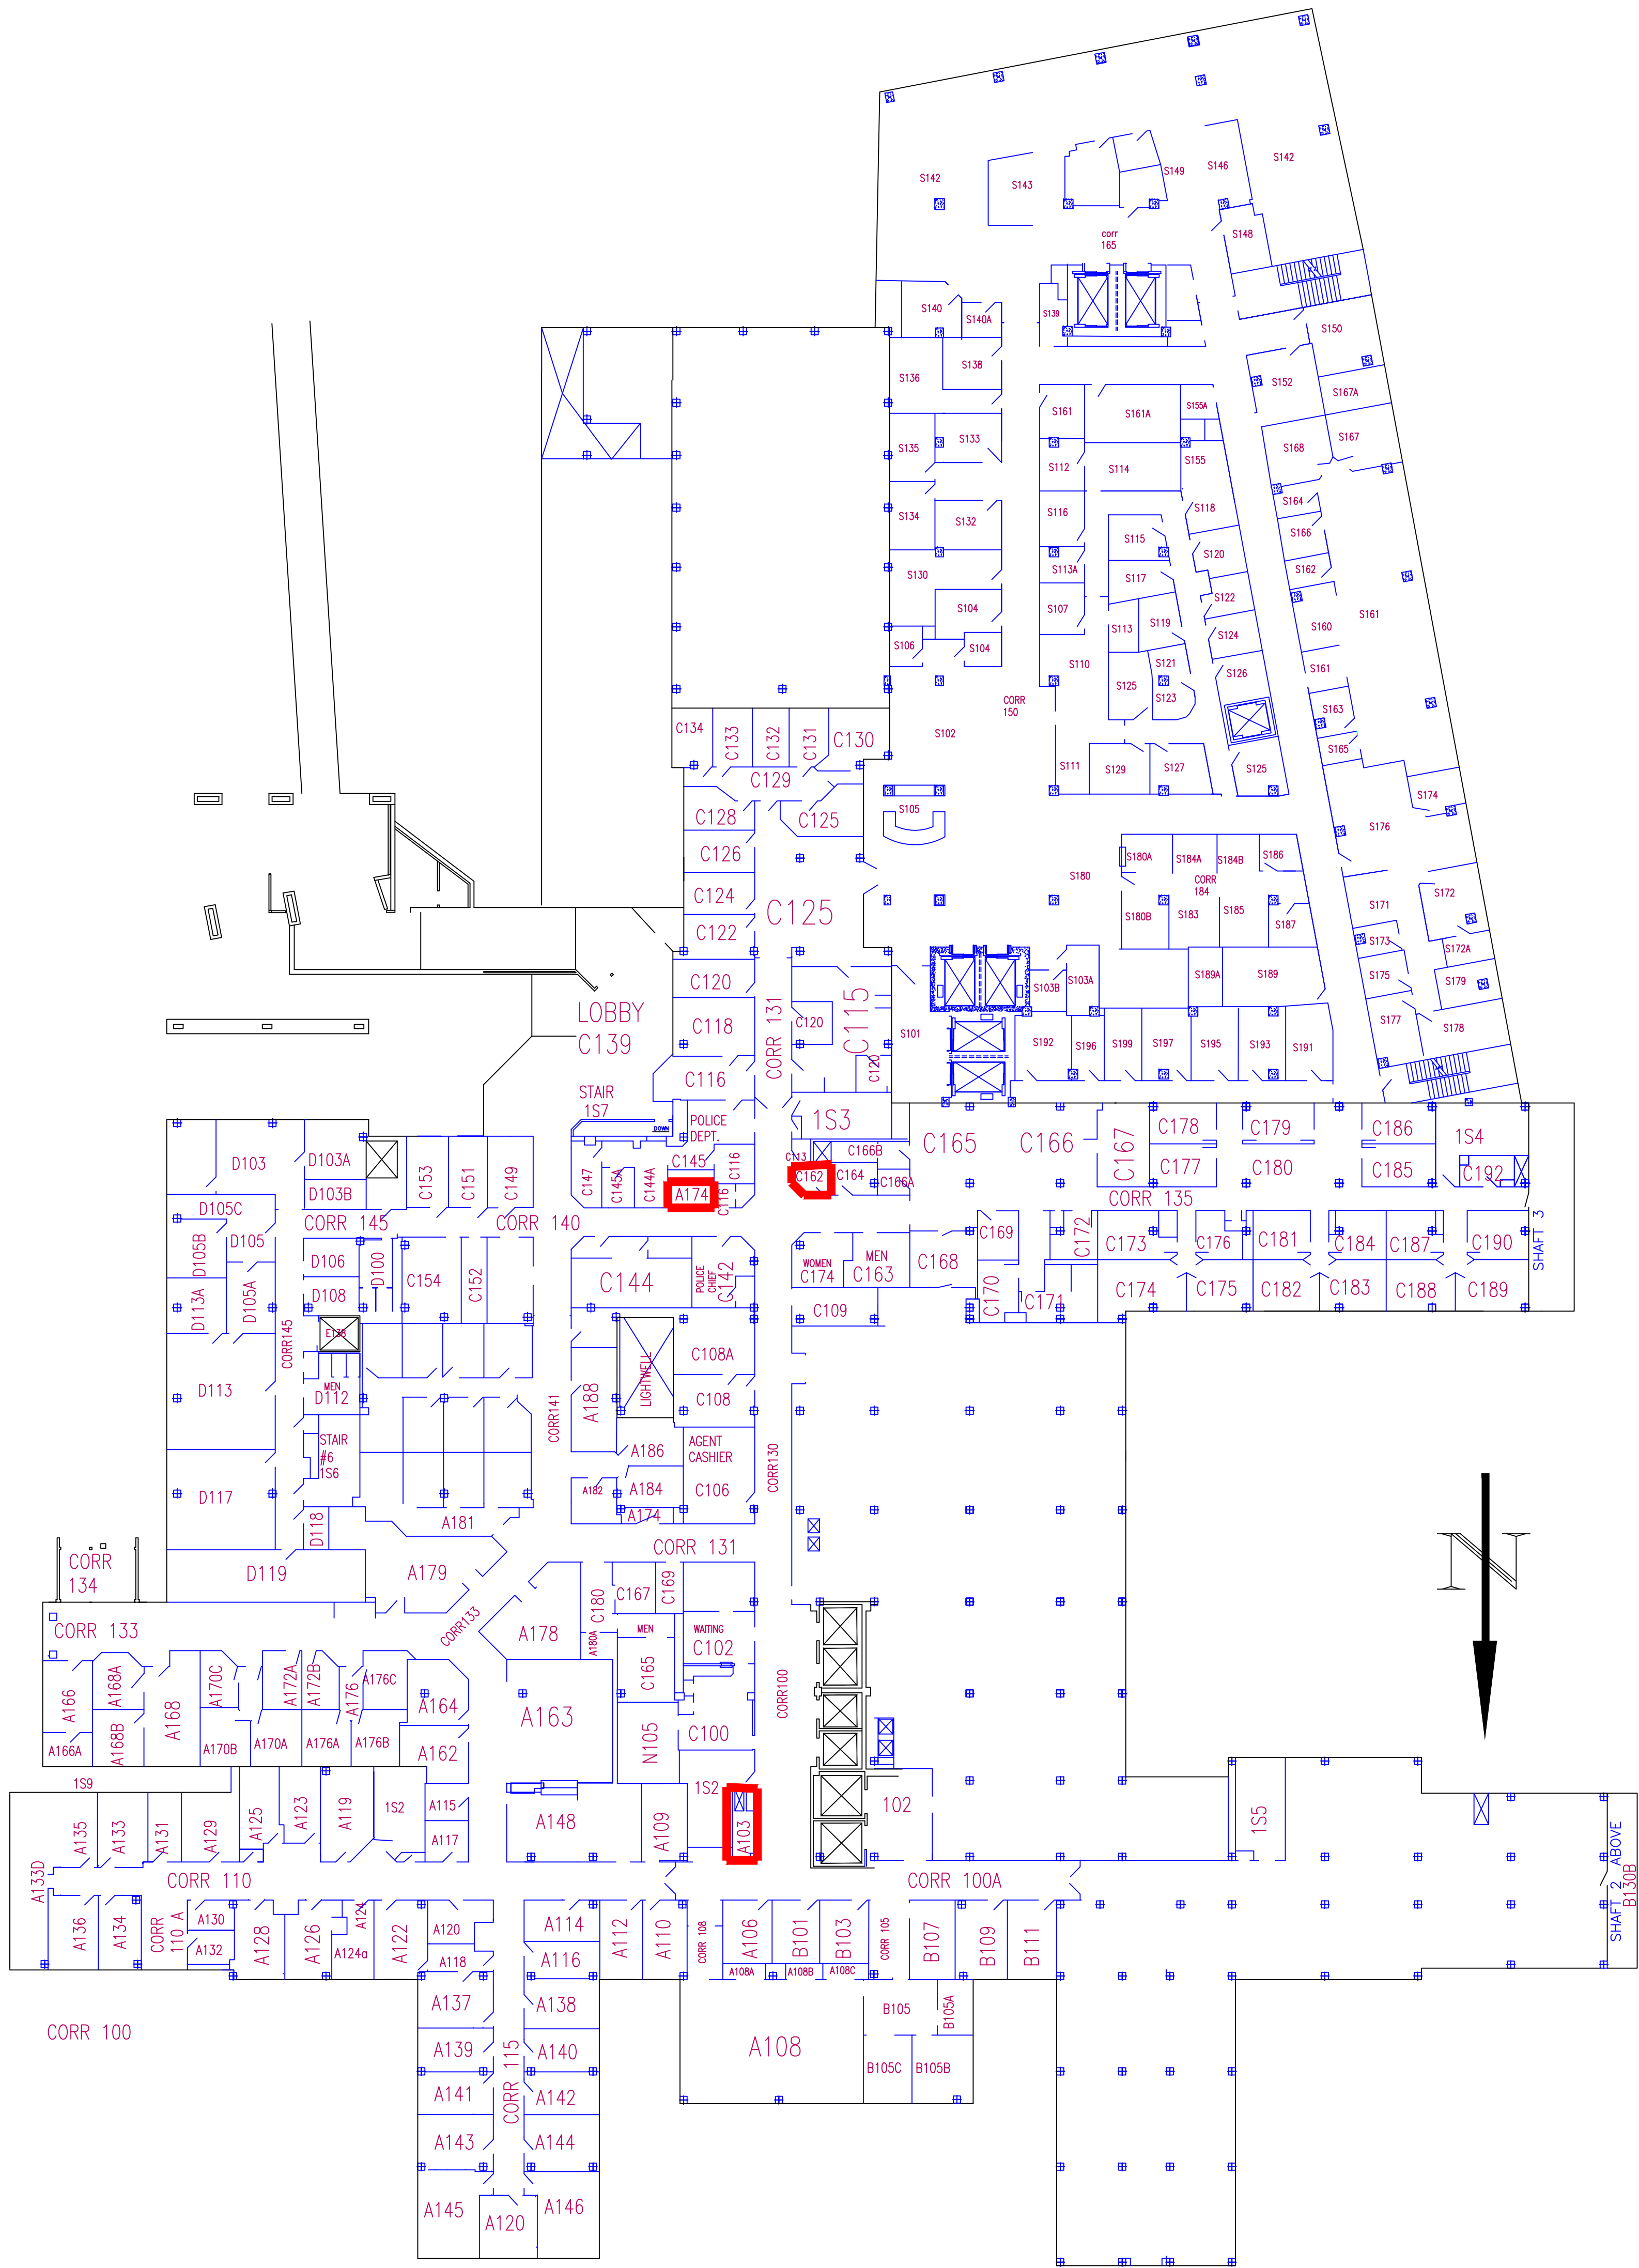 S142
S143
S149
S146
S142
S148
corr
165
S140
S140A
S139
S150
S136
S138
S152
S167A
S161
S161A
S155A
S135
S133
S168
S167
S112
S114
S155
S134
S132
S116
S118
S164
S115
S120
S166
S130
S113A
S117
S162
S104
S107
S122
S161
S106
S104
S113
S119
S124
S160
S110
S121
S126
S161
S125
S123
S163
CORR
150
S102
S165
S111
S129
S127
S125
S174
S105
S176
C134
C133
C132
C131
C130
C129
C128
C125
C126
C124
C125
C122
C120
S180A
S184A
S184B
S186
CORR
184
S180
S180B
S183
S185
S187
S171
S172
S173
S172A
S103B
S103A
S189A
S189
S175
S179
S177
S178
LOBBY
C139
C118
CORR 131
C120
C115
S101
C120
S192
S196
S199
S197
S195
S193
S191
C116
STAIR
1S7
DOWN
POLICE
DEPT.
1S3
C165
C166
C167
C178
C179
C186
1S4
C113
C166B
C147
C145A
C144A
C145
C116
A174
C116
C162
C164
C166A
C177
C180
C185
C192
CORR 135
D103
D103A
D103B
C153
C151
C149
D105C
CORR 145
CORR 140
D105B
D105
D106
D100
C154
C152
C144
POLICE
CHIEF
C142
WOMEN
C174
MEN
C163
C168
C169
C172
C173
C176
C181
C184
C187
C190
SHAFT 3
D113A
D105A
D108
C109
C170
C171
C174
C175
C182
C183
C188
C189
CORR145
E138
D113
MEN
D112
CORR141
A188
LIGHTWELL
C108A
C108
STAIR
#6
1S6
A186
AGENT
CASHIER
CORR130
D117
A182
A184
C106
A174
D118
A181
CORR 131
N
CORR
134
D119
A179
CORR 133
CORR133
A178
C180
C167
C169
A180A
MEN
WAITING
C102
C165
CORR100
A166
A168A
A168
A170C
A172A
A172B
A176
A176C
A164
A163
A166A
A168B
A170B
A170A
A176A
A176B
A162
N105
C100
1S9
1S2
A135
A133
A131
A129
A125
A123
A119
1S2
A115
A117
A148
A109
A103
102
1S5
A133D
CORR 110
CORR 100A
SHAFT 2 ABOVE
B130B
A136
A134
CORR
110 A
A130
A132
A128
A126
A124
A124a
A122
A120
A118
A114
A116
A112
A110
CORR 108
A106
B101
B103
CORR 105
B107
B109
B111
A108A
A108B
A108C
A137
A138
B105
B105A
CORR 100
A139
CORR 115
A140
A108
B105C
B105B
A141
A142
A143
A144
A145
A120
A146